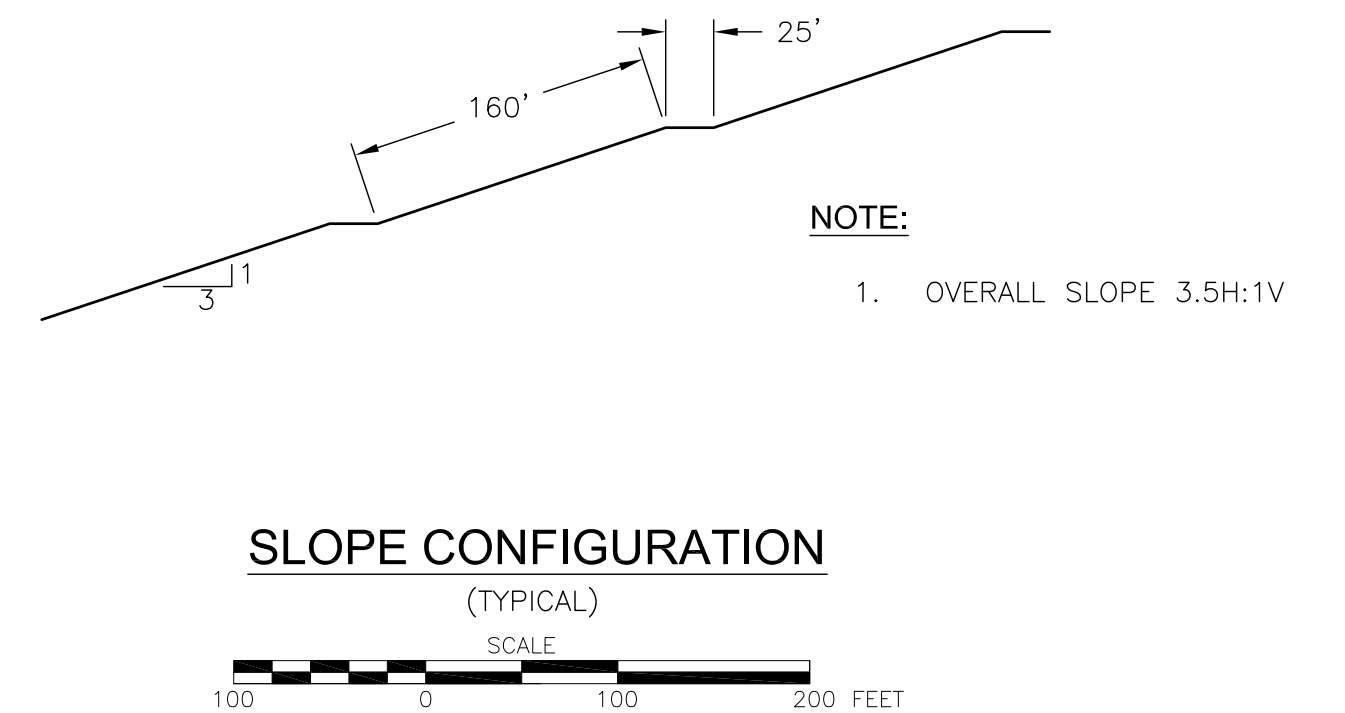 25'
160'
NOTE:
1
3
1. OVERALL SLOPE 3.5H:1V
SLOPE CONFIGURATION
(TYPICAL)
SCALE
100 0 100 200 FEET